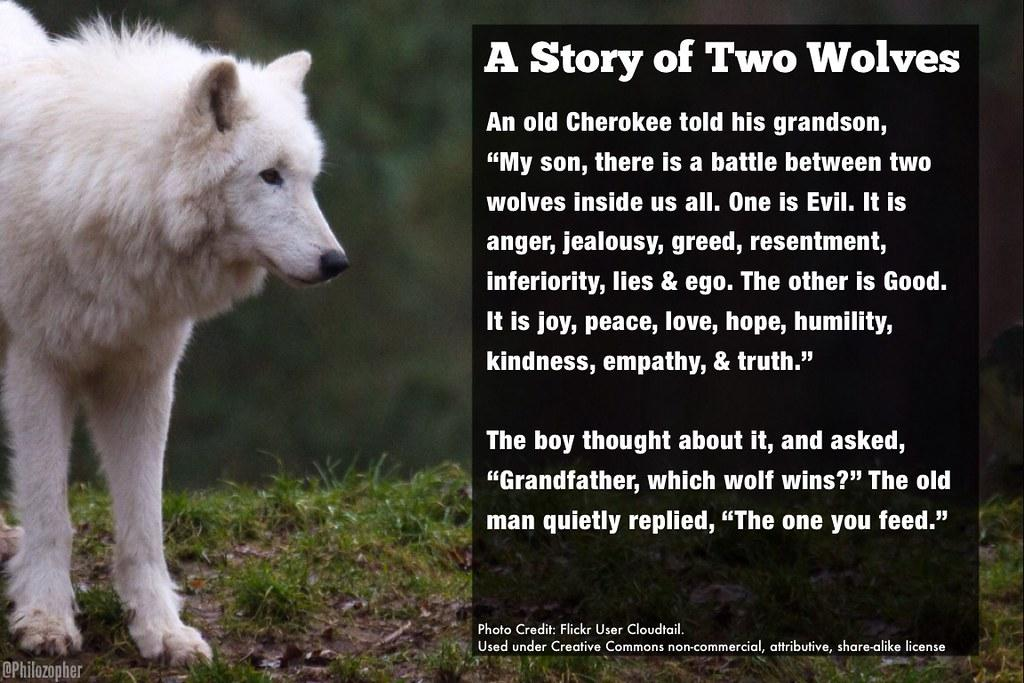 A Story of Two Wolves
An old Cherokee told his grandson,
“My son, there is a battle between two
wolves inside us all. One is Evil. It is
anger, jealousy, greed, resentment,
inferiority, lies & ego. The other is Good.
It is joy, peace, love, hope, humility,
kindness, empathy, & truth.”
The boy thought about it, and asked,
“Grandfather, which wolf wins?” The old
man quietly replied, “The one you feed.”
Photo Credit: Flickr User Cloudtail.
Used under Creative Commons non-commercial, attributive, share-alike license
@Philozopher